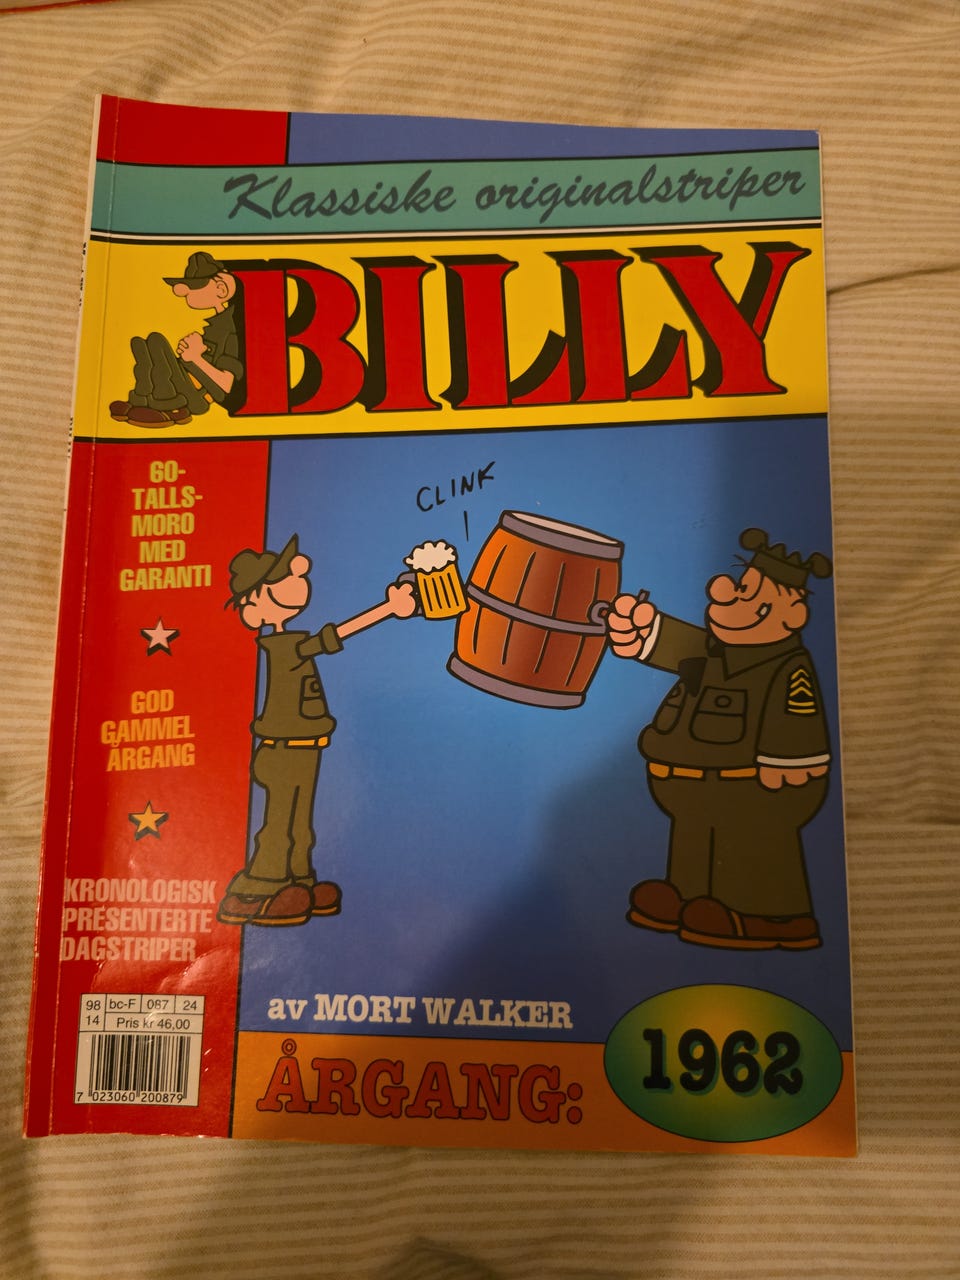 Klassiske originalstriper
BILLY
60-
TALLS-
MORO
MED
GARANTI
CLINK
GOD
GAMMEL
ÅRGANG
KRONOLOGISK
PRESENTERTE
DAGSTRIPER
98 bc-F 087 24
14 Pris kr 46,00
7 023060 200879
av MORT WALKER
ÅRGANG: 1962